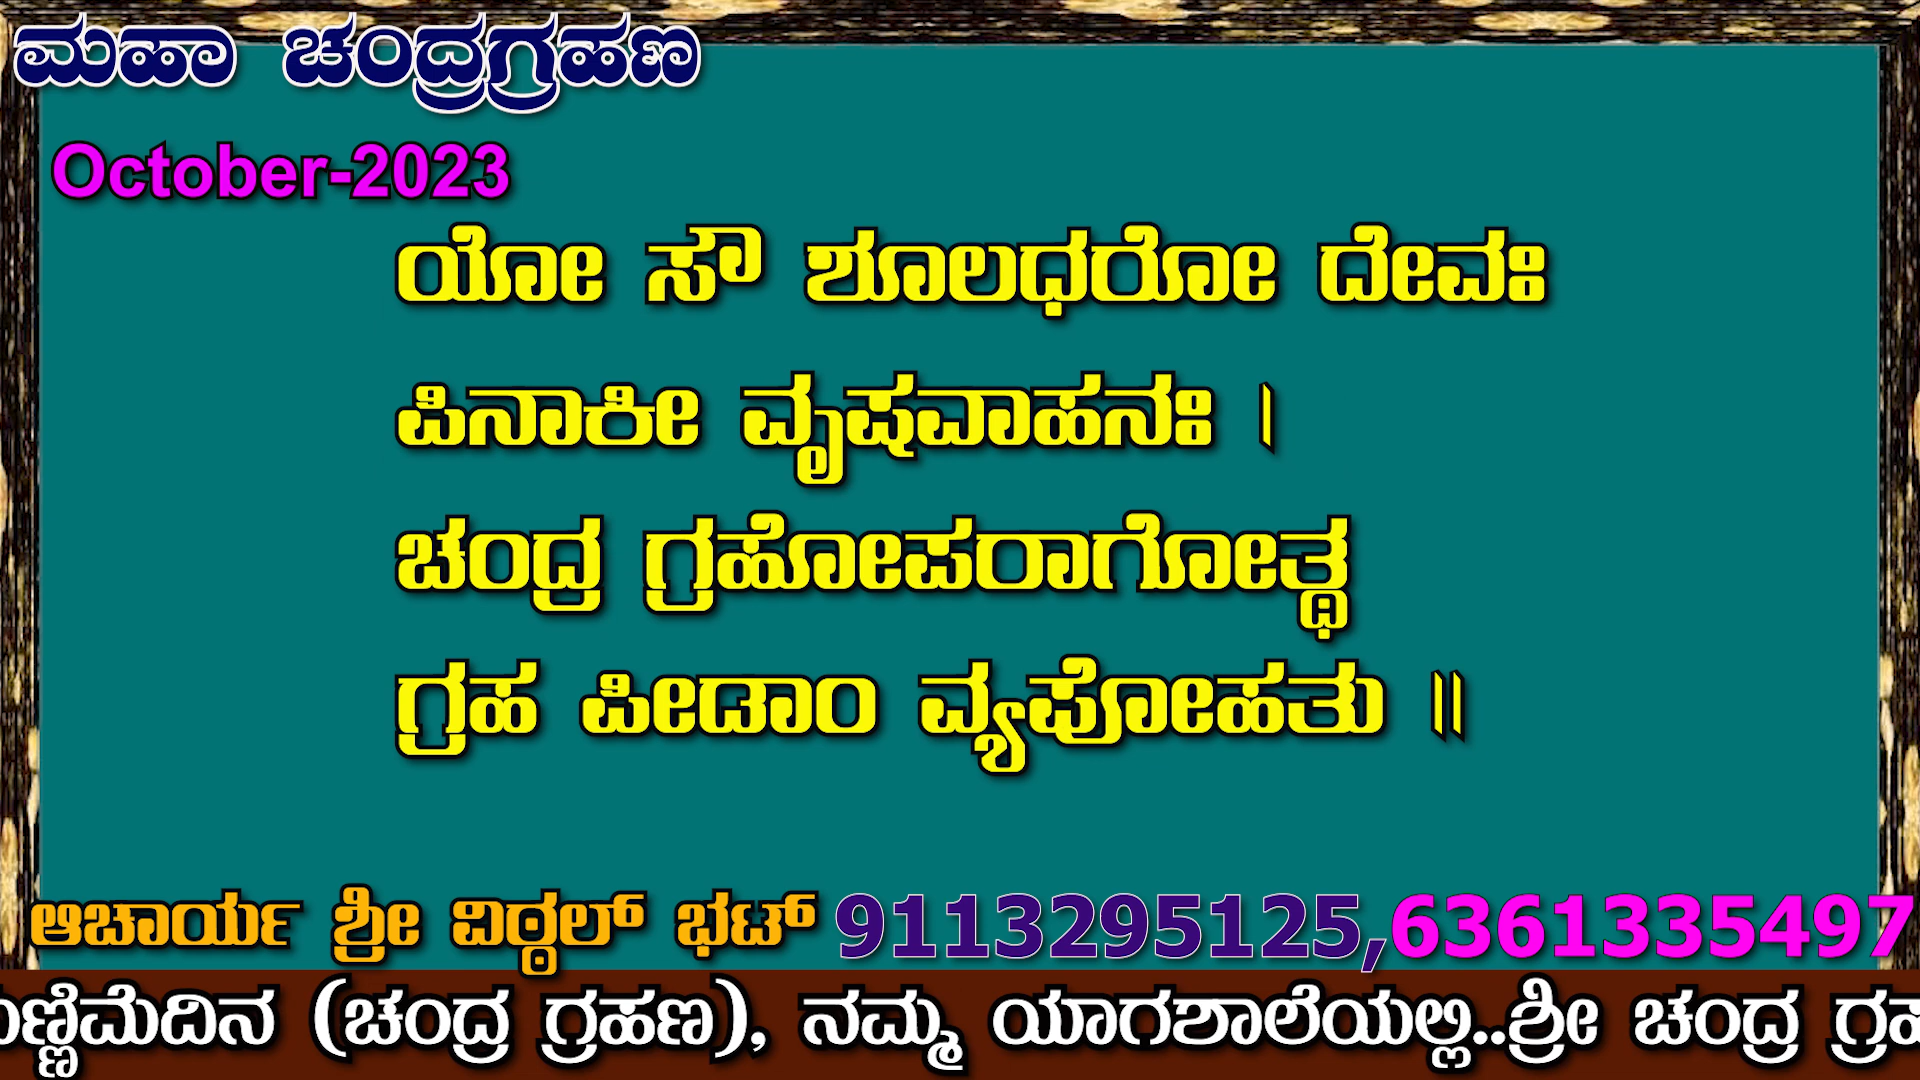 ಮಹಾ ಚಂದ್ರಗ್ರಹಣ
October-2023
ಯೋ ಸೌ ಶೂಲಧರೋ ದೇವಃ
ಪಿನಾಕೀ ವೃಷವಾಹನಃ ।
ಚಂದ್ರ ಗ್ರಹೋಪರಾಗೋತ್ಥ
ಗ್ರಹ ಪೀಡಾಂ ವ್ಯಪೋಹತು ॥
ಆಚಾರ್ಯ ಶ್ರೀ ವಿಠ್ಠಲ್ ಭಟ್ 9113295125,6361335497
(ಚಂದ್ರ ಗ್ರಹಣ), ನಮ್ಮ ಯಾಗಶಾಲೆಯಲ್ಲಿ..ಶ್ರೀ ಚಂದ್ರ